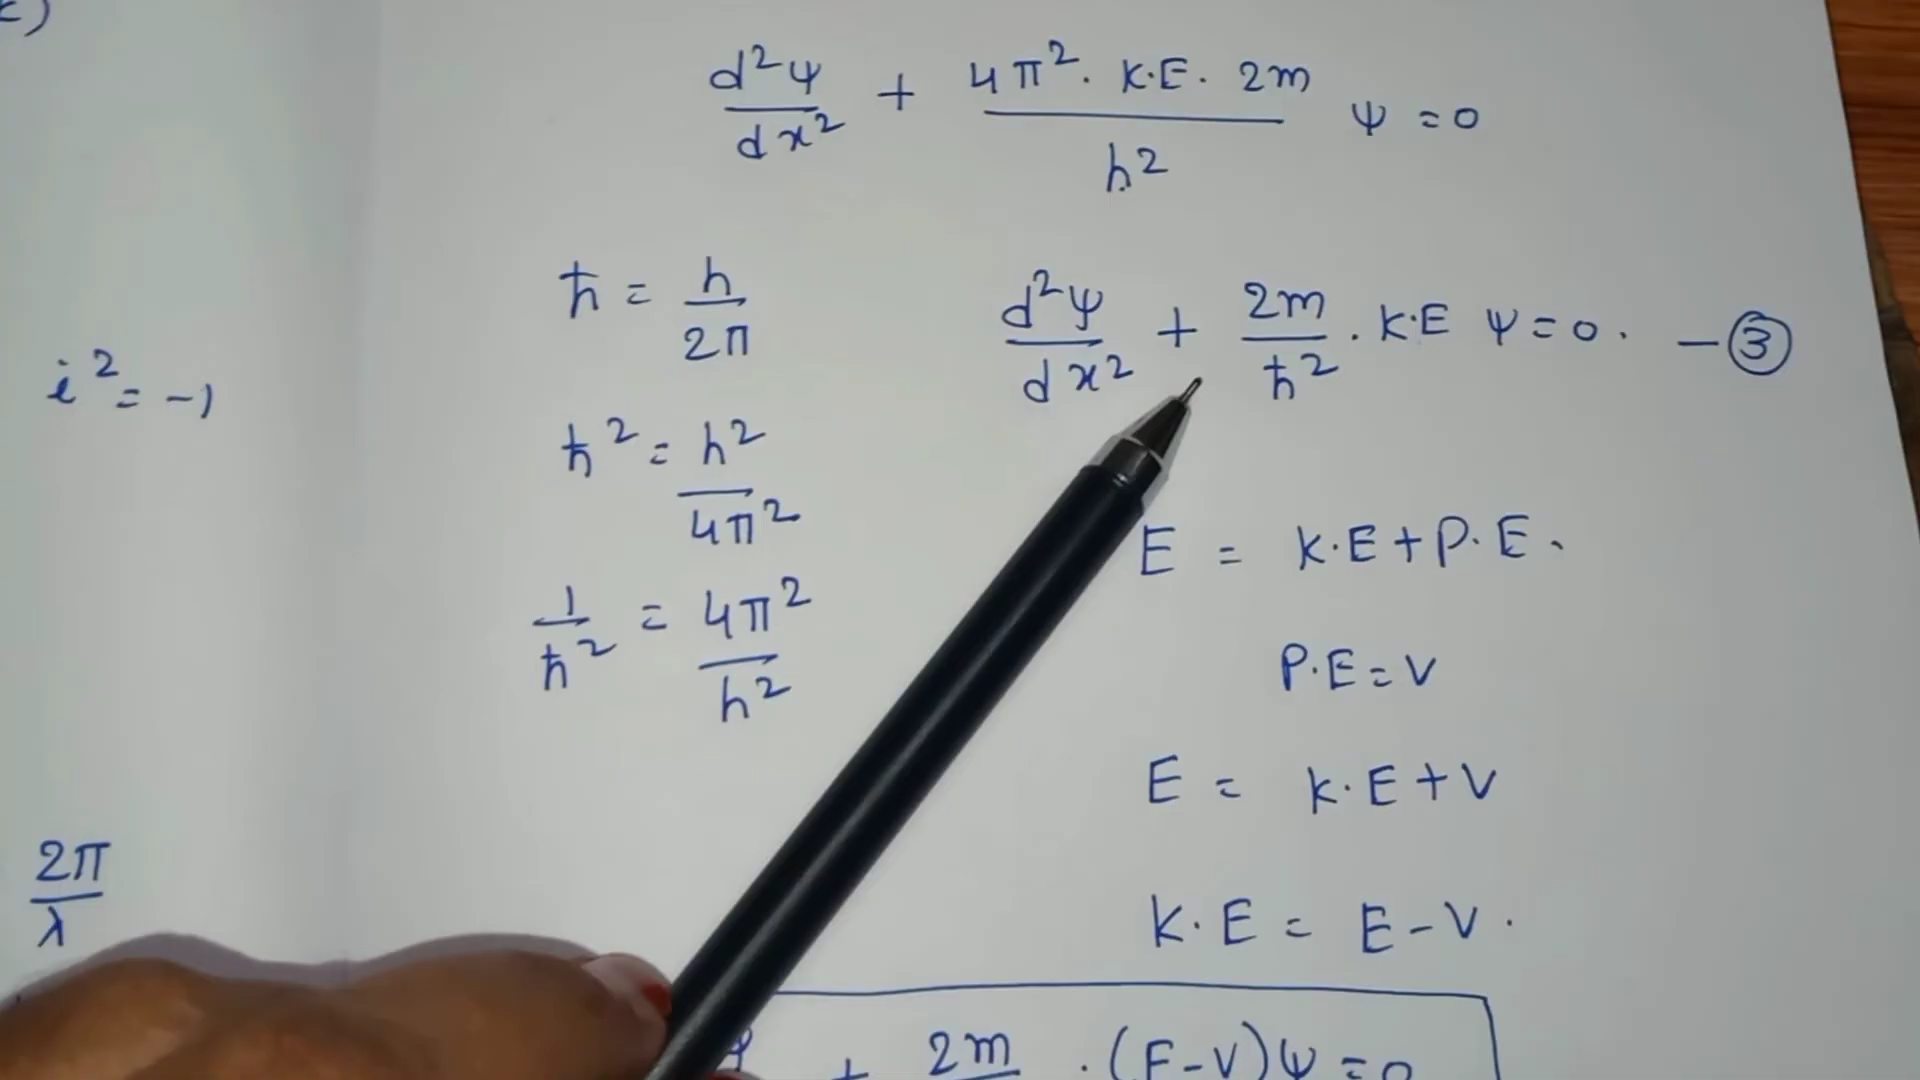 d²ψ/dx² + 4π². K.E. 2m/h² ψ = 0
ħ = h/2π
d²ψ/dx² + 2m/ħ² . K.E ψ = 0. — ③
i² = -1
ħ² = h²/4π²
E = K.E + P.E.
1/ħ² = 4π²/h²
P.E = V
E = K.E + V
2π/λ
K.E = E - V.
+ 2m . (E-V)ψ = 0